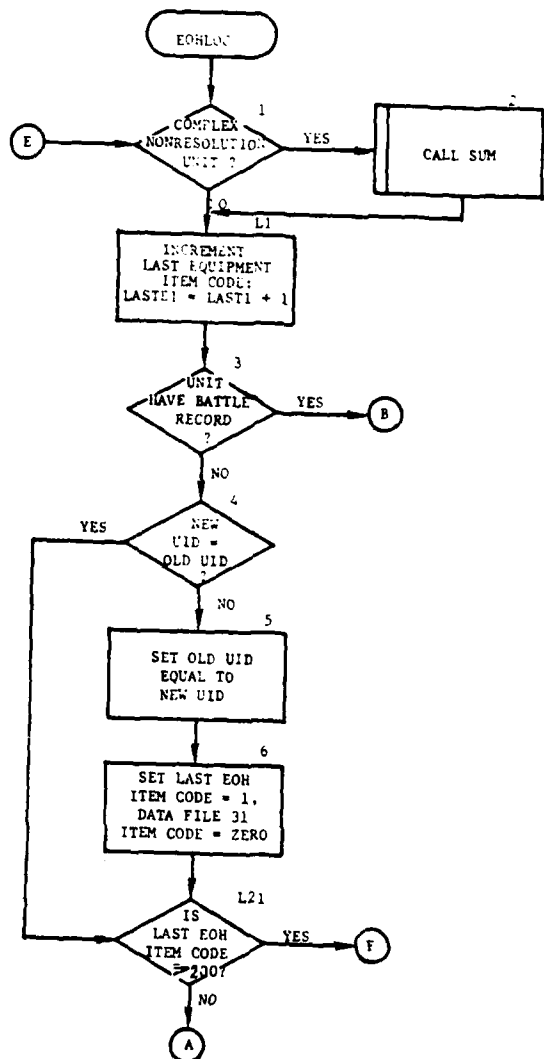 EOHLOC
1
COMPLEX
NONRESOLUTION
UNIT ?
E
YES
2
CALL SUM
L1
INCREMENT
LAST EQUIPMENT
ITEM CODE:
LASTE1 = LAST1 + 1
3
UNIT
HAVE BATTLE
RECORD
?
YES
B
NO
4
YES
NEW
UID =
OLD UID
?
NO
5
SET OLD UID
EQUAL TO
NEW UID
6
SET LAST EOH
ITEM CODE = 1,
DATA FILE 31
ITEM CODE = ZERO
L21
IS
LAST EOH
ITEM CODE
200?
YES
F
NO
A